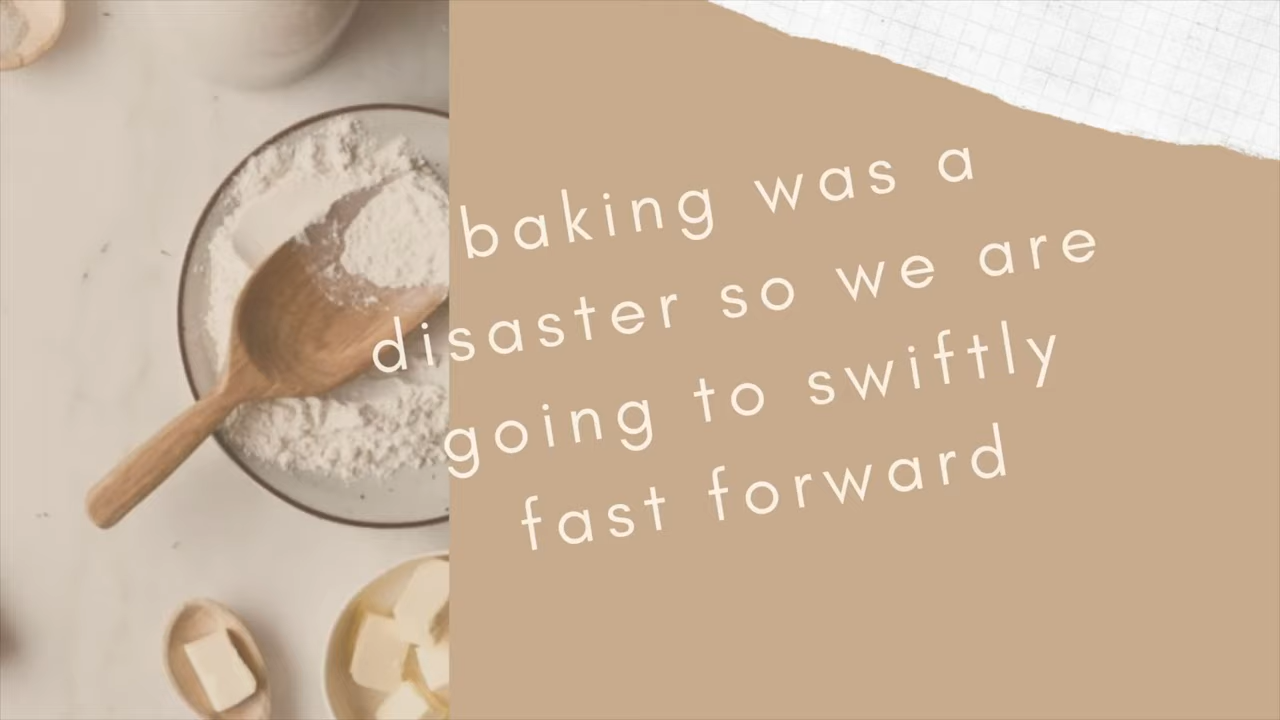 baking was a
disaster so we are
going to swiftly
fast forward